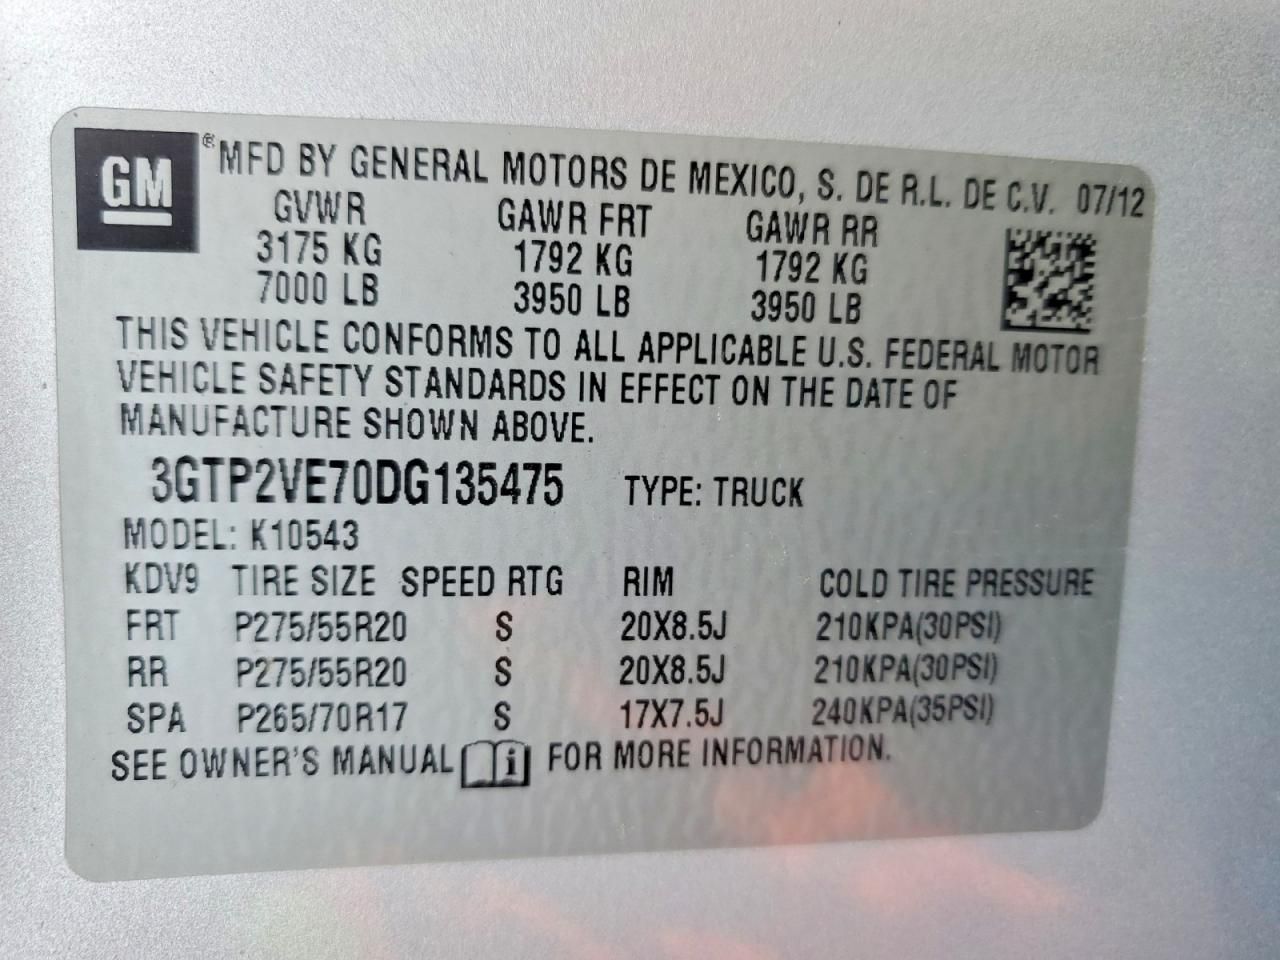 GM ® MFD BY GENERAL MOTORS DE MEXICO, S. DE R.L. DE C.V. 07/12
GVWR GAWR FRT GAWR RR
3175 KG 1792 KG 1792 KG
7000 LB 3950 LB 3950 LB
THIS VEHICLE CONFORMS TO ALL APPLICABLE U.S. FEDERAL MOTOR
VEHICLE SAFETY STANDARDS IN EFFECT ON THE DATE OF
MANUFACTURE SHOWN ABOVE.
3GTP2VE70DG135475 TYPE: TRUCK
MODEL: K10543
KDV9 TIRE SIZE SPEED RTG RIM COLD TIRE PRESSURE
FRT P275/55R20 S 20X8.5J 210KPA(30PSI)
RR P275/55R20 S 20X8.5J 210KPA(30PSI)
SPA P265/70R17 S 17X7.5J 240KPA(35PSI)
SEE OWNER'S MANUAL i FOR MORE INFORMATION.